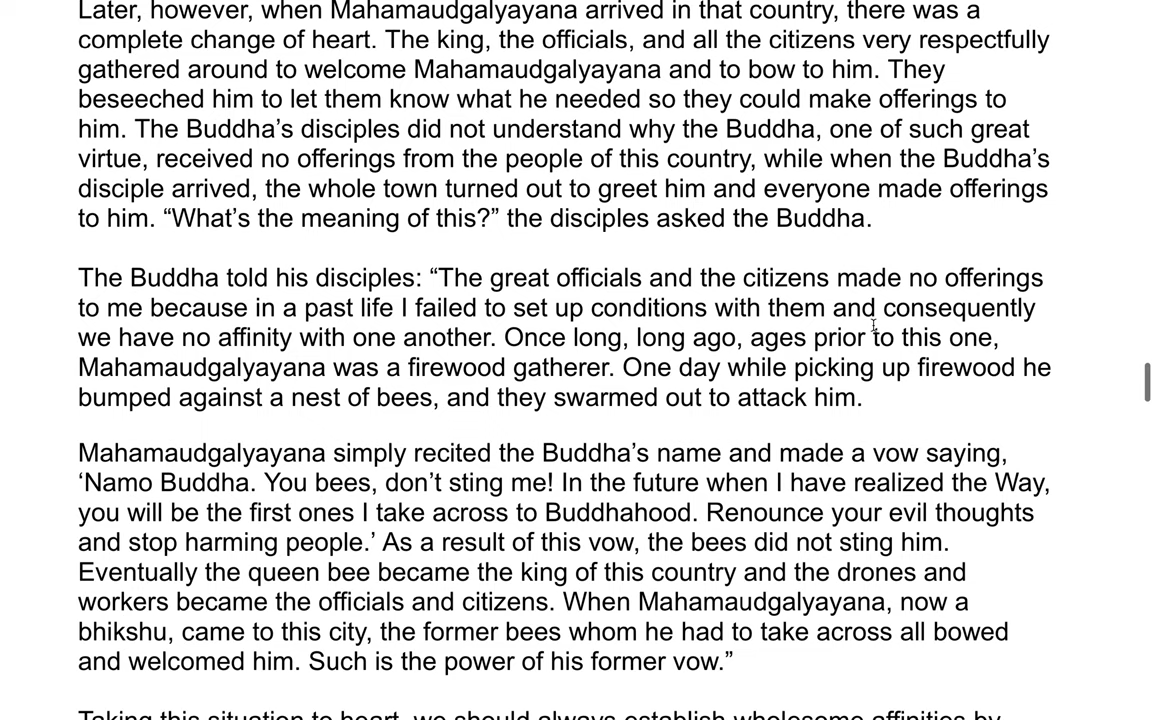 Later, however, when Mahamaudgalyayana arrived in that country, there was a
complete change of heart. The king, the officials, and all the citizens very respectfully
gathered around to welcome Mahamaudgalyayana and to bow to him. They
beseeched him to let them know what he needed so they could make offerings to
him. The Buddha’s disciples did not understand why the Buddha, one of such great
virtue, received no offerings from the people of this country, while when the Buddha’s
disciple arrived, the whole town turned out to greet him and everyone made offerings
to him. “What’s the meaning of this?” the disciples asked the Buddha.
The Buddha told his disciples: “The great officials and the citizens made no offerings
to me because in a past life I failed to set up conditions with them and consequently
we have no affinity with one another. Once long, long ago, ages prior to this one,
Mahamaudgalyayana was a firewood gatherer. One day while picking up firewood he
bumped against a nest of bees, and they swarmed out to attack him.
Mahamaudgalyayana simply recited the Buddha’s name and made a vow saying,
‘Namo Buddha. You bees, don’t sting me! In the future when I have realized the Way,
you will be the first ones I take across to Buddhahood. Renounce your evil thoughts
and stop harming people.’ As a result of this vow, the bees did not sting him.
Eventually the queen bee became the king of this country and the drones and
workers became the officials and citizens. When Mahamaudgalyayana, now a
bhikshu, came to this city, the former bees whom he had to take across all bowed
and welcomed him. Such is the power of his former vow.”
Taking this situation to heart, we should always establish wholesome affinities by